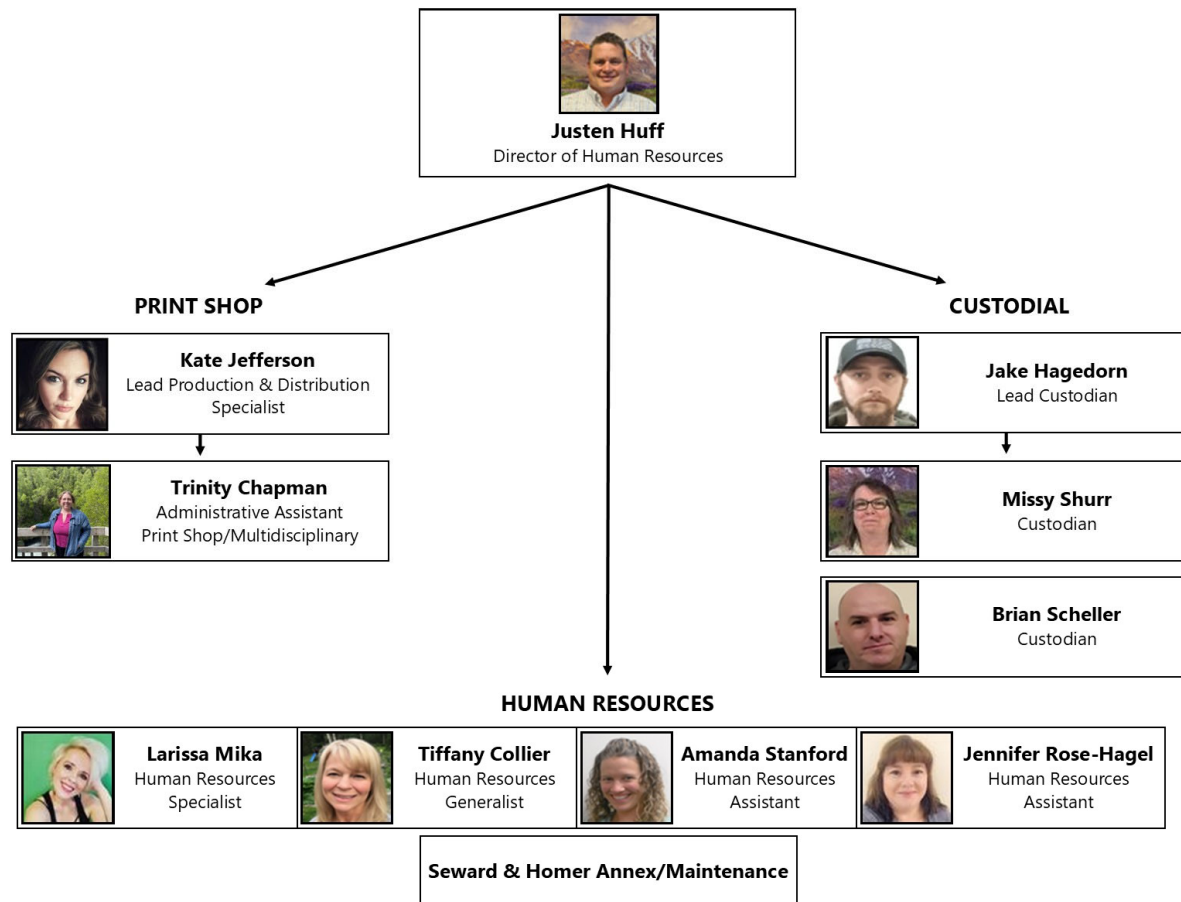 Justen Huff
Director of Human Resources
PRINT SHOP
Kate Jefferson
Lead Production & Distribution
Specialist
Trinity Chapman
Administrative Assistant
Print Shop/Multidisciplinary
CUSTODIAL
Jake Hagedorn
Lead Custodian
Missy Shurr
Custodian
Brian Scheller
Custodian
HUMAN RESOURCES
Larissa Mika
Human Resources
Specialist
Tiffany Collier
Human Resources
Generalist
Amanda Stanford
Human Resources
Assistant
Jennifer Rose-Hagel
Human Resources
Assistant
Seward & Homer Annex/Maintenance